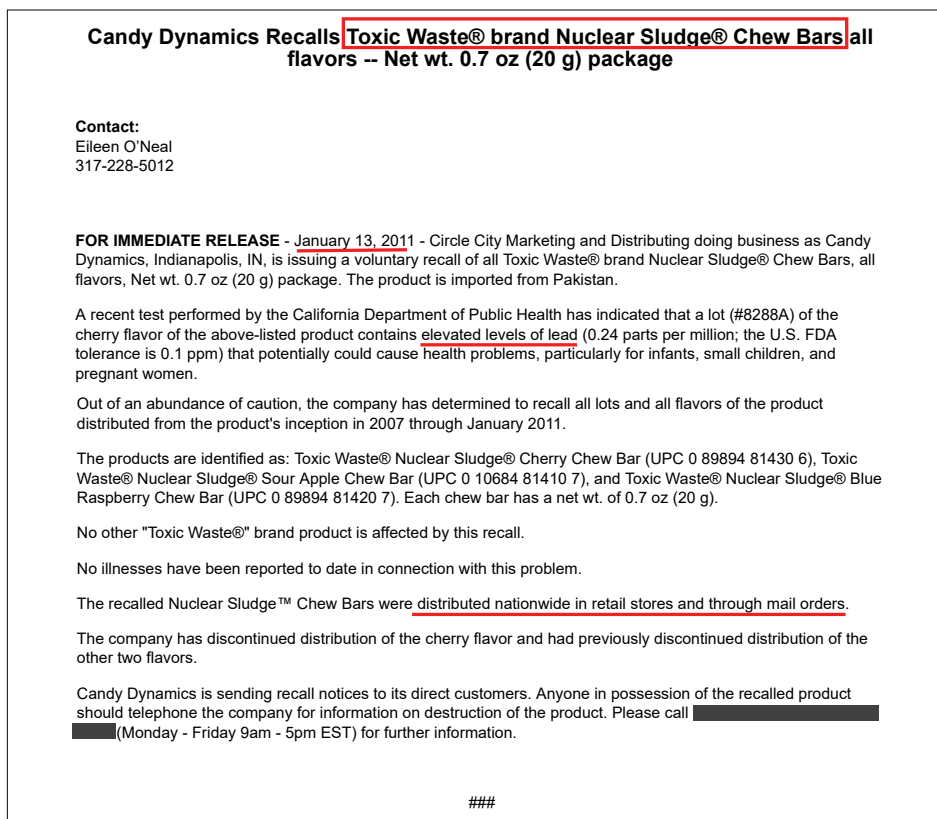 Candy Dynamics Recalls Toxic Waste® brand Nuclear Sludge® Chew Bars all
flavors -- Net wt. 0.7 oz (20 g) package
Contact:
Eileen O’Neal
317-228-5012
FOR IMMEDIATE RELEASE - January 13, 2011 - Circle City Marketing and Distributing doing business as Candy
Dynamics, Indianapolis, IN, is issuing a voluntary recall of all Toxic Waste® brand Nuclear Sludge® Chew Bars, all
flavors, Net wt. 0.7 oz (20 g) package. The product is imported from Pakistan.
A recent test performed by the California Department of Public Health has indicated that a lot (#8288A) of the
cherry flavor of the above-listed product contains elevated levels of lead (0.24 parts per million; the U.S. FDA
tolerance is 0.1 ppm) that potentially could cause health problems, particularly for infants, small children, and
pregnant women.
Out of an abundance of caution, the company has determined to recall all lots and all flavors of the product
distributed from the product's inception in 2007 through January 2011.
The products are identified as: Toxic Waste® Nuclear Sludge® Cherry Chew Bar (UPC 0 89894 81430 6), Toxic
Waste® Nuclear Sludge® Sour Apple Chew Bar (UPC 0 10684 81410 7), and Toxic Waste® Nuclear Sludge® Blue
Raspberry Chew Bar (UPC 0 89894 81420 7). Each chew bar has a net wt. of 0.7 oz (20 g).
No other "Toxic Waste®" brand product is affected by this recall.
No illnesses have been reported to date in connection with this problem.
The recalled Nuclear Sludge™ Chew Bars were distributed nationwide in retail stores and through mail orders.
The company has discontinued distribution of the cherry flavor and had previously discontinued distribution of the
other two flavors.
Candy Dynamics is sending recall notices to its direct customers. Anyone in possession of the recalled product
should telephone the company for information on destruction of the product. Please call
(Monday - Friday 9am - 5pm EST) for further information.
###